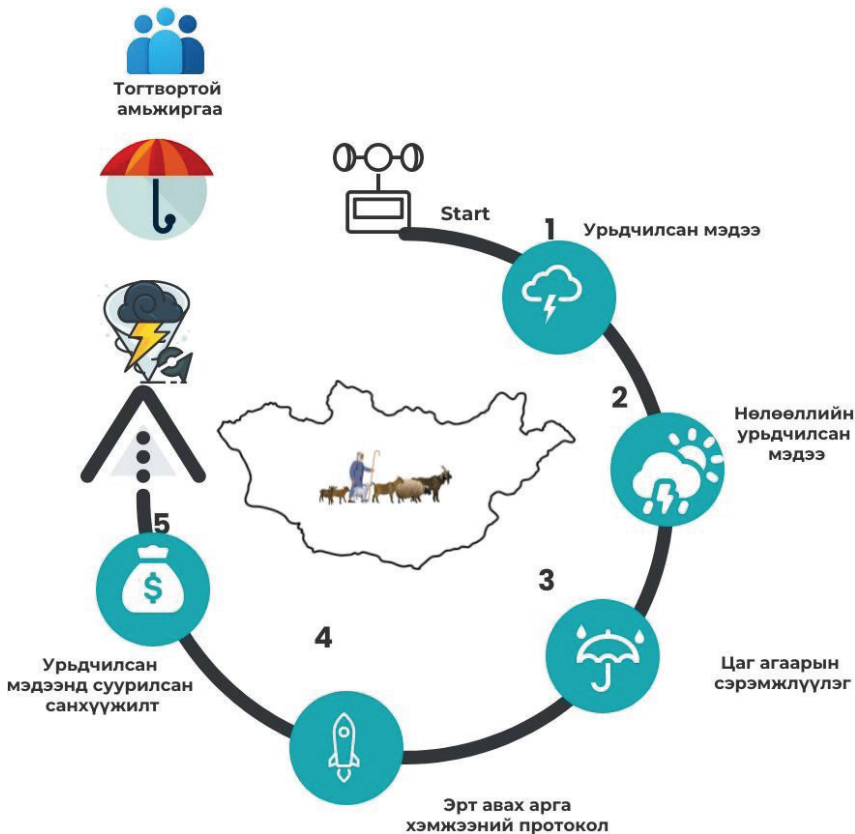 Тогтвортой
амьжиргаа
Start
1
Урьдчилсан мэдээ
2
Нөлөөллийн
урьдчилсан
мэдээ
3
Цаг агаарын
сэрэмжлүүлэг
4
Эрт авах арга
хэмжээний протокол
5
$
Урьдчилсан
мэдээнд суурилсан
санхүүжилт